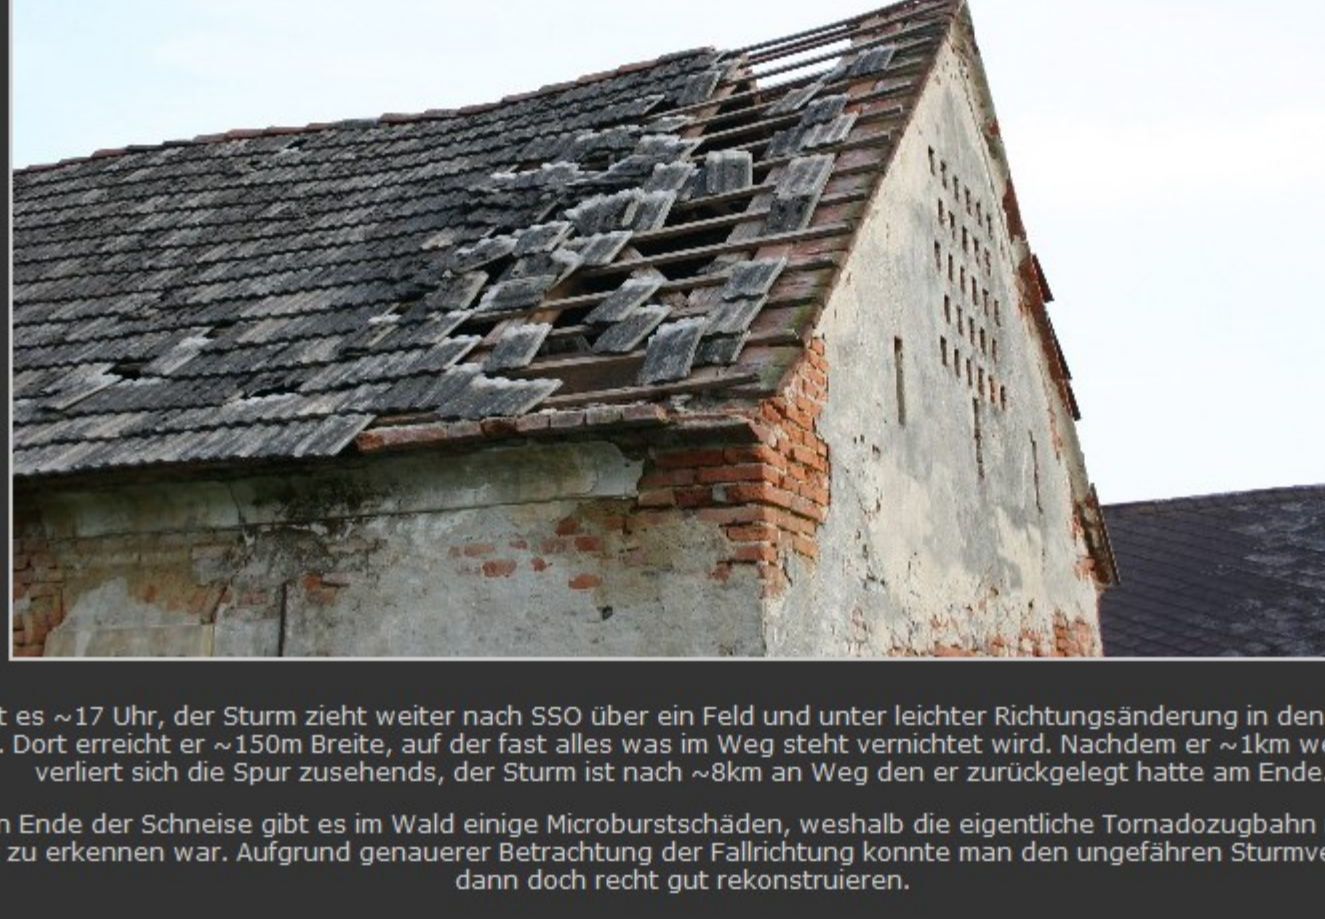 t es ~17 Uhr, der Sturm zieht weiter nach SSO über ein Feld und unter leichter Richtungsänderung in den
. Dort erreicht er ~150m Breite, auf der fast alles was im Weg steht vernichtet wird. Nachdem er ~1km we
verliert sich die Spur zusehends, der Sturm ist nach ~8km an Weg den er zurückgelegt hatte am Ende.
n Ende der Schneise gibt es im Wald einige Microburstschäden, weshalb die eigentliche Tornadozugbahn
zu erkennen war. Aufgrund genauerer Betrachtung der Fallrichtung konnte man den ungefähren Sturmve
dann doch recht gut rekonstruieren.